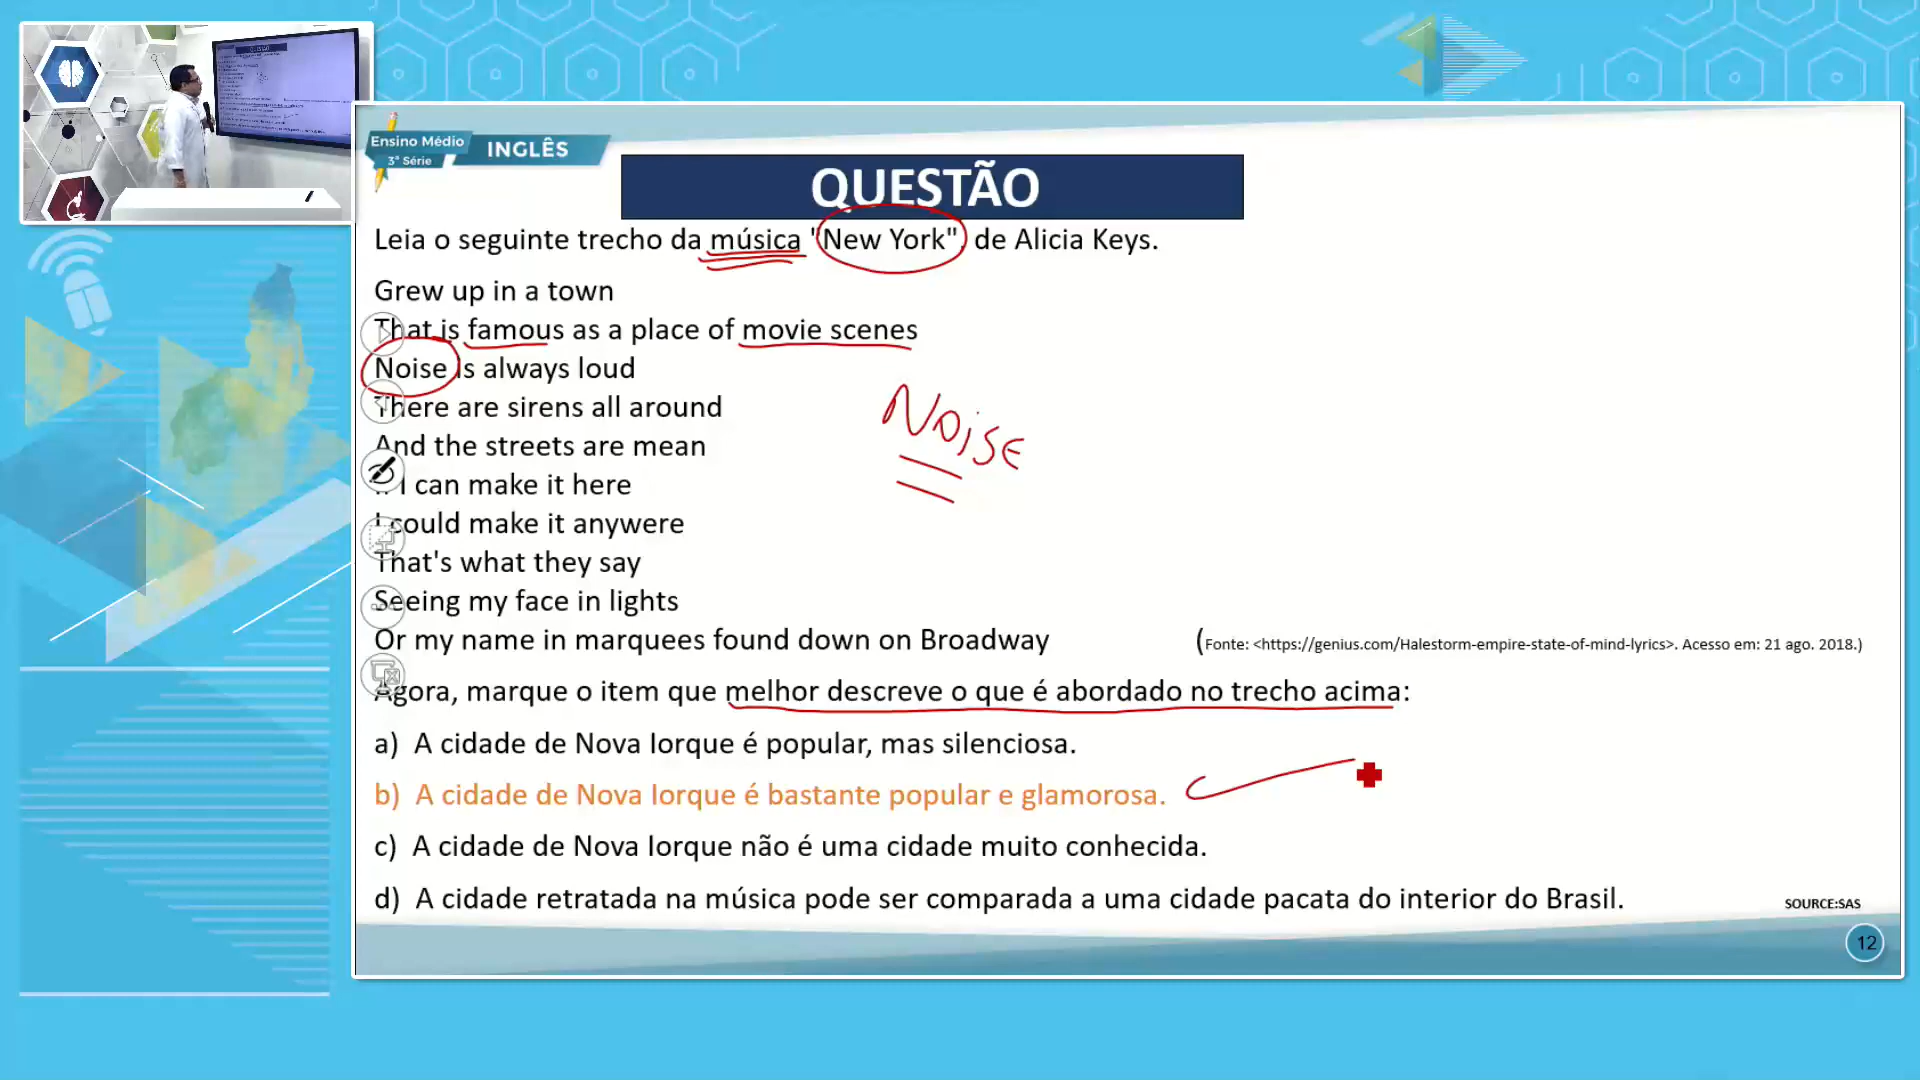 Ensino Médio
3ª Série
INGLÊS
QUESTÃO
Leia o seguinte trecho da música "New York", de Alicia Keys.
Grew up in a town
That is famous as a place of movie scenes
Noise is always loud
There are sirens all around
And the streets are mean
If I can make it here
I could make it anywere
That's what they say
Seeing my face in lights
Or my name in marquees found down on Broadway
(Fonte: <https://genius.com/Halestorm-empire-state-of-mind-lyrics>. Acesso em: 21 ago. 2018.)
NOiSE
Agora, marque o item que melhor descreve o que é abordado no trecho acima:
a) A cidade de Nova Iorque é popular, mas silenciosa.
b) A cidade de Nova Iorque é bastante popular e glamorosa.
c) A cidade de Nova Iorque não é uma cidade muito conhecida.
d) A cidade retratada na música pode ser comparada a uma cidade pacata do interior do Brasil.
SOURCE:SAS
12